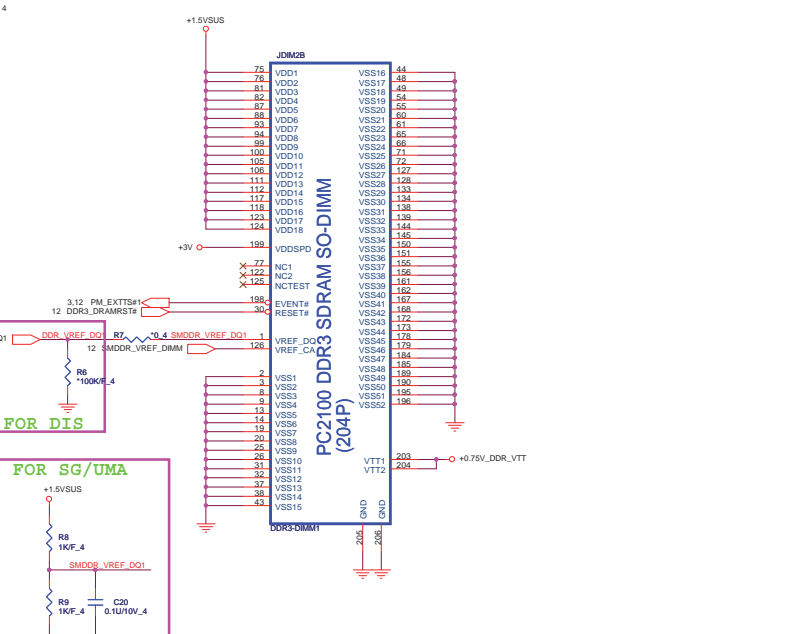 4
+1.5VSUS
JDIM2B
75 VDD1 VSS16 44
76 VDD2 VSS17 48
81 VDD3 VSS18 49
82 VDD4 VSS19 54
87 VDD5 VSS20 55
88 VDD6 VSS21 60
93 VDD7 VSS22 61
94 VDD8 VSS23 65
99 VDD9 VSS24 66
100 VDD10 VSS25 71
105 VDD11 VSS26 72
106 VDD12 VSS27 127
111 VDD13 VSS28 128
112 VDD14 VSS29 133
117 VDD15 VSS30 134
118 VDD16 VSS31 138
123 VDD17 VSS32 139
124 VDD18 VSS33 144
VSS34 145
+3V 199 VDDSPD VSS35 150
VSS36 151
77 NC1 VSS37 155
122 NC2 VSS38 156
125 NCTEST VSS39 161
VSS40 162
3,12 PM_EXTTS#1 198 EVENT# VSS41 167
12 DDR3_DRAMRST# 30 RESET# VSS42 168
VSS43 172
VSS44 173
Q1 DDR_VREF_DQ1 R7 *0_4 SMDDR_VREF_DQ1 1 VREF_DQ VSS45 178
12 SMDDR_VREF_DIMM 126 VREF_CA VSS46 179
VSS47 184
VSS48 185
2 VSS1 VSS49 189
3 VSS2 VSS50 190
8 VSS3 VSS51 195
9 VSS4 VSS52 196
13 VSS5
14 VSS6
19 VSS7
20 VSS8
25 VSS9
26 VSS10 VTT1 203 +0.75V_DDR_VTT
31 VSS11 VTT2 204
32 VSS12
37 VSS13
38 VSS14
43 VSS15
PC2100 DDR3 SDRAM SO-DIMM
(204P)
GND GND
DDR3-DIMM1
205 206
R6
*100K/F_4
FOR DIS
FOR SG/UMA
+1.5VSUS
R8
1K/F_4
SMDDR_VREF_DQ1
R9 C20
1K/F_4 0.1U/10V_4